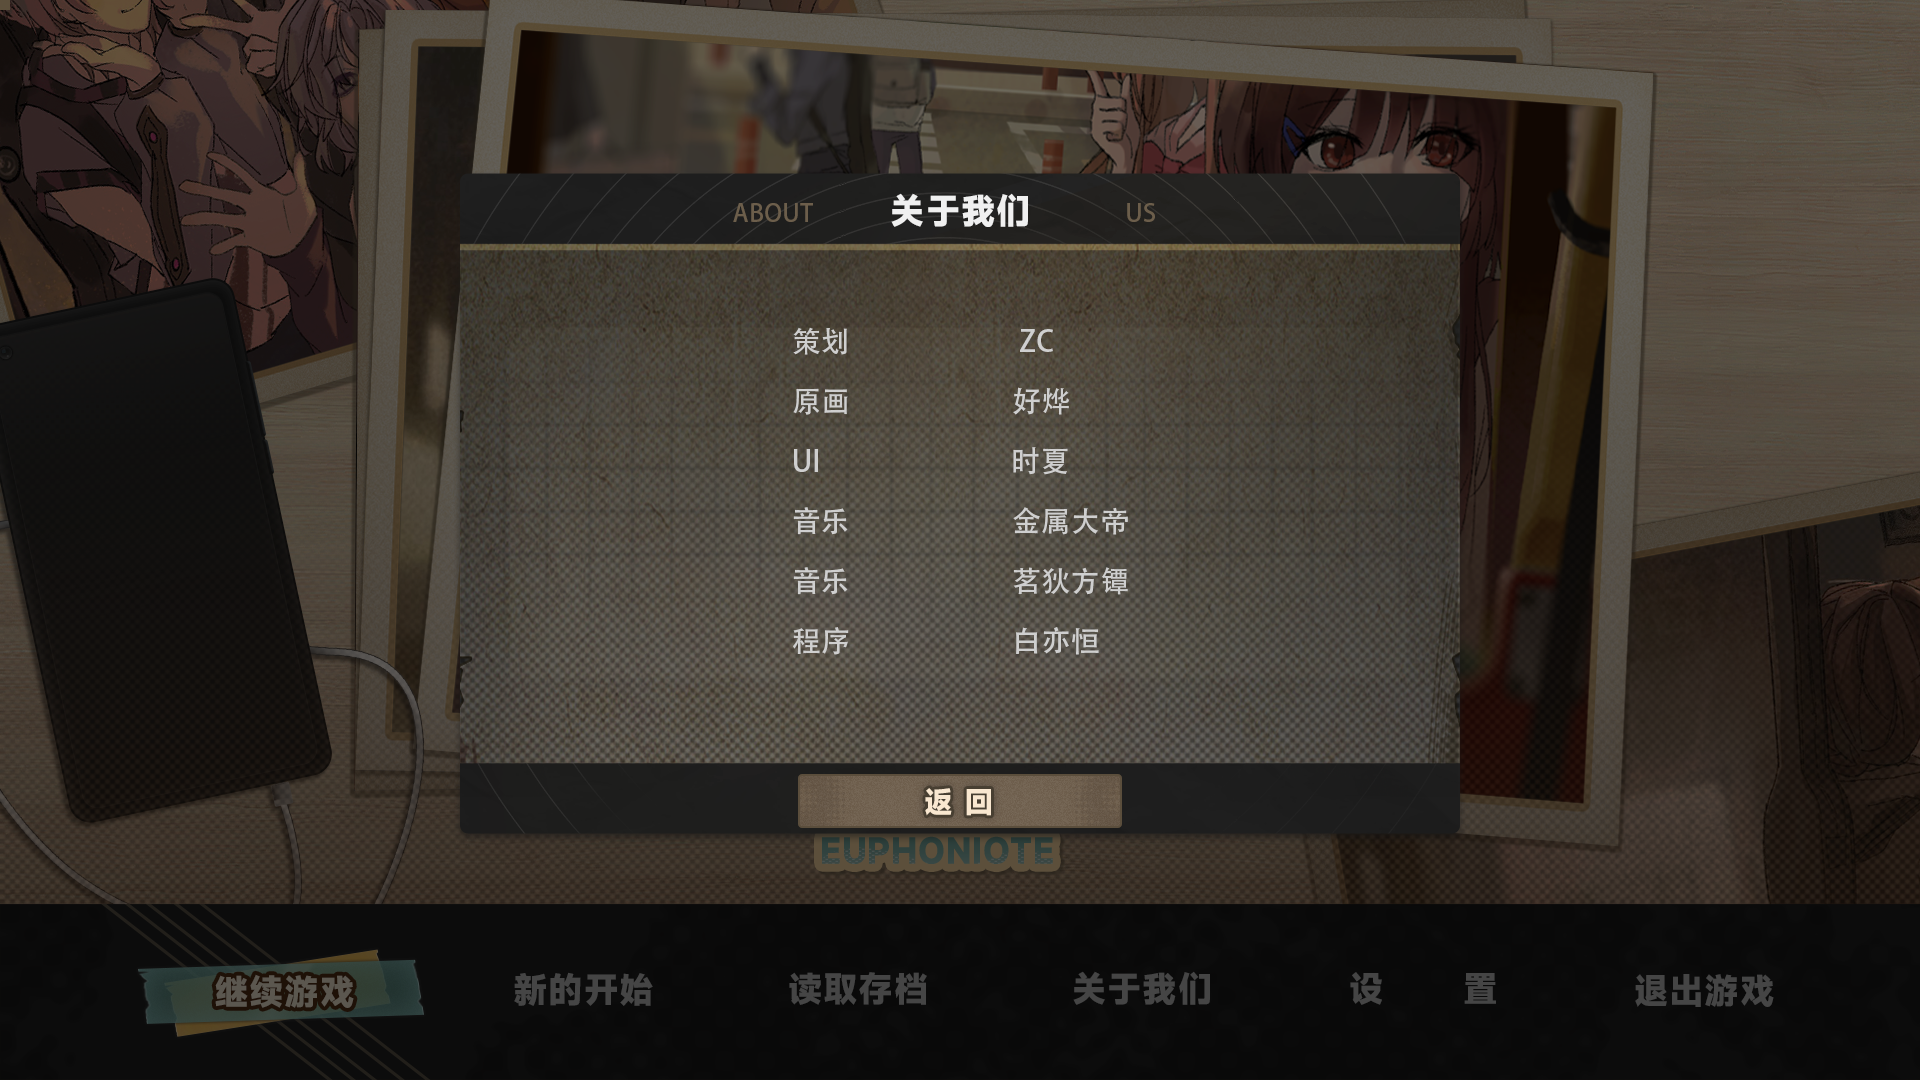 ABOUT 关于我们 US
策划 ZC
原画 好烨
UI 时夏
音乐 金属大帝
音乐 茗狄方镡
程序 白亦恒
返回
EUPHONIOTE
继续游戏 新的开始 读取存档 关于我们 设置 退出游戏